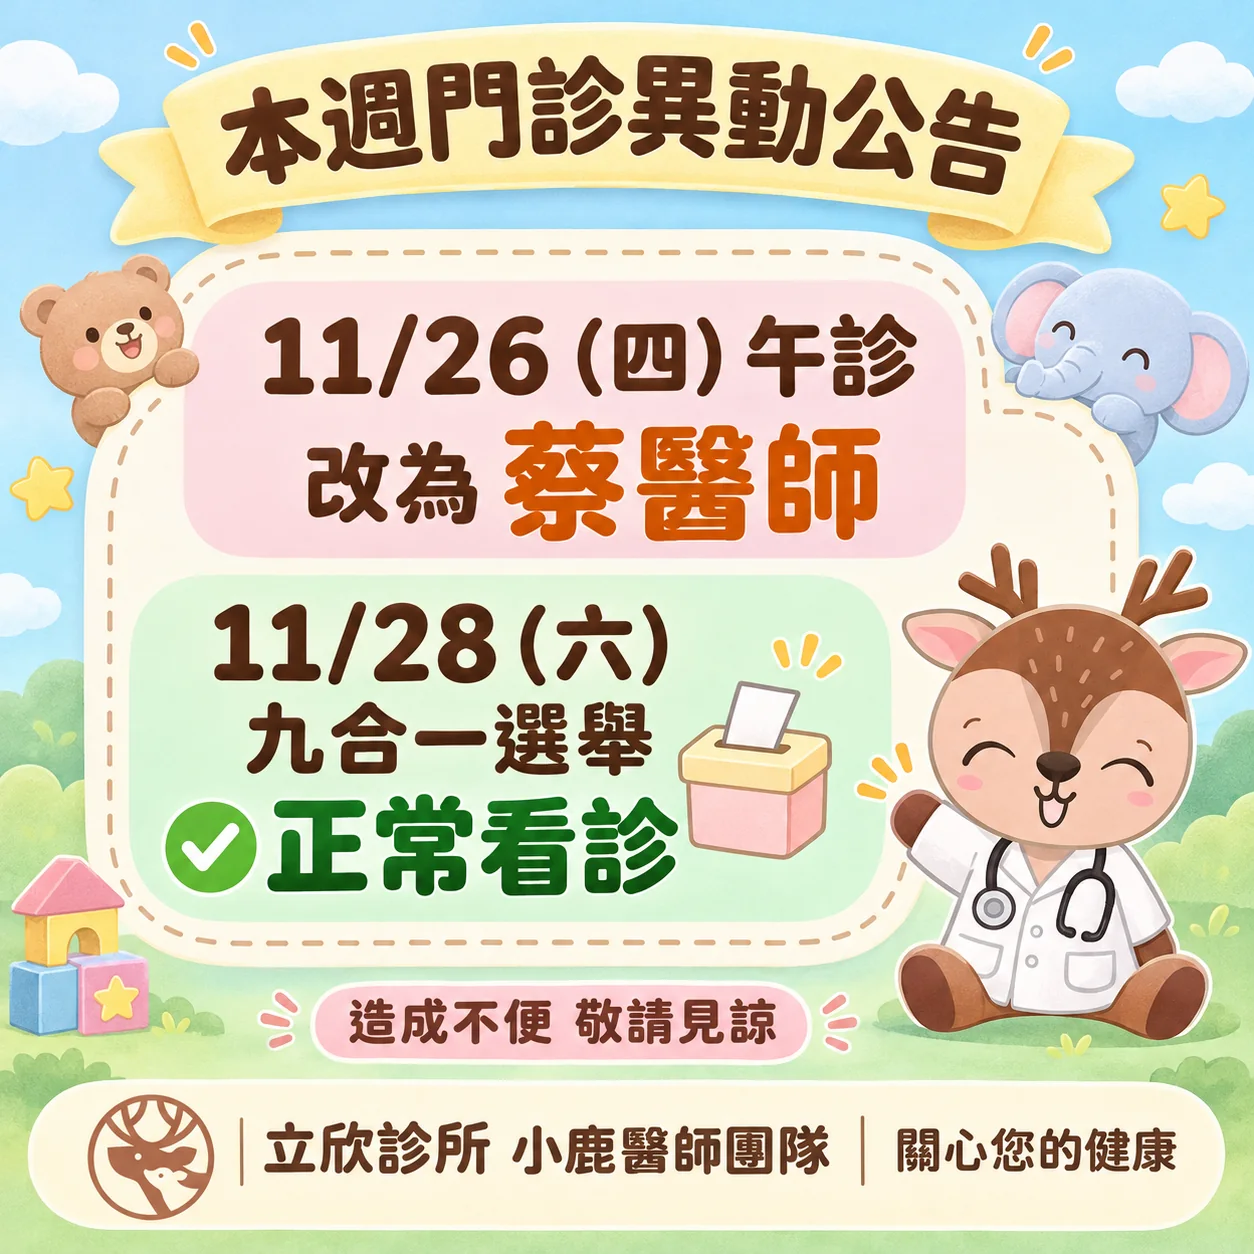 本週門診異動公告
11/26(四)午診
改為 蔡醫師
11/28(六)
九合一選舉
正常看診
造成不便 敬請見諒
立欣診所 小鹿醫師團隊 | 關心您的健康